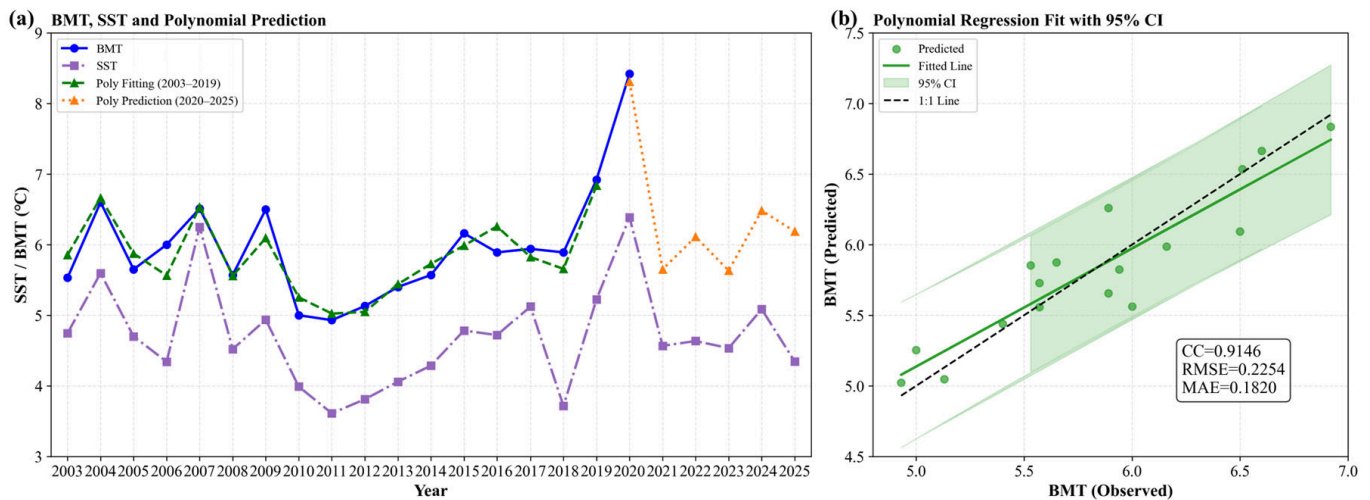 (a) BMT, SST and Polynomial Prediction
9
8
7
6
5
4
3
SST / BMT (℃)
BMT
SST
Poly Fitting (2003–2019)
Poly Prediction (2020–2025)
2003 2004 2005 2006 2007 2008 2009 2010 2011 2012 2013 2014 2015 2016 2017 2018 2019 2020 2021 2022 2023 2024 2025
Year
(b) Polynomial Regression Fit with 95% CI
7.5
7.0
6.5
6.0
5.5
5.0
4.5
BMT (Predicted)
Predicted
Fitted Line
95% CI
1:1 Line
CC=0.9146
RMSE=0.2254
MAE=0.1820
5.0 5.5 6.0 6.5 7.0
BMT (Observed)